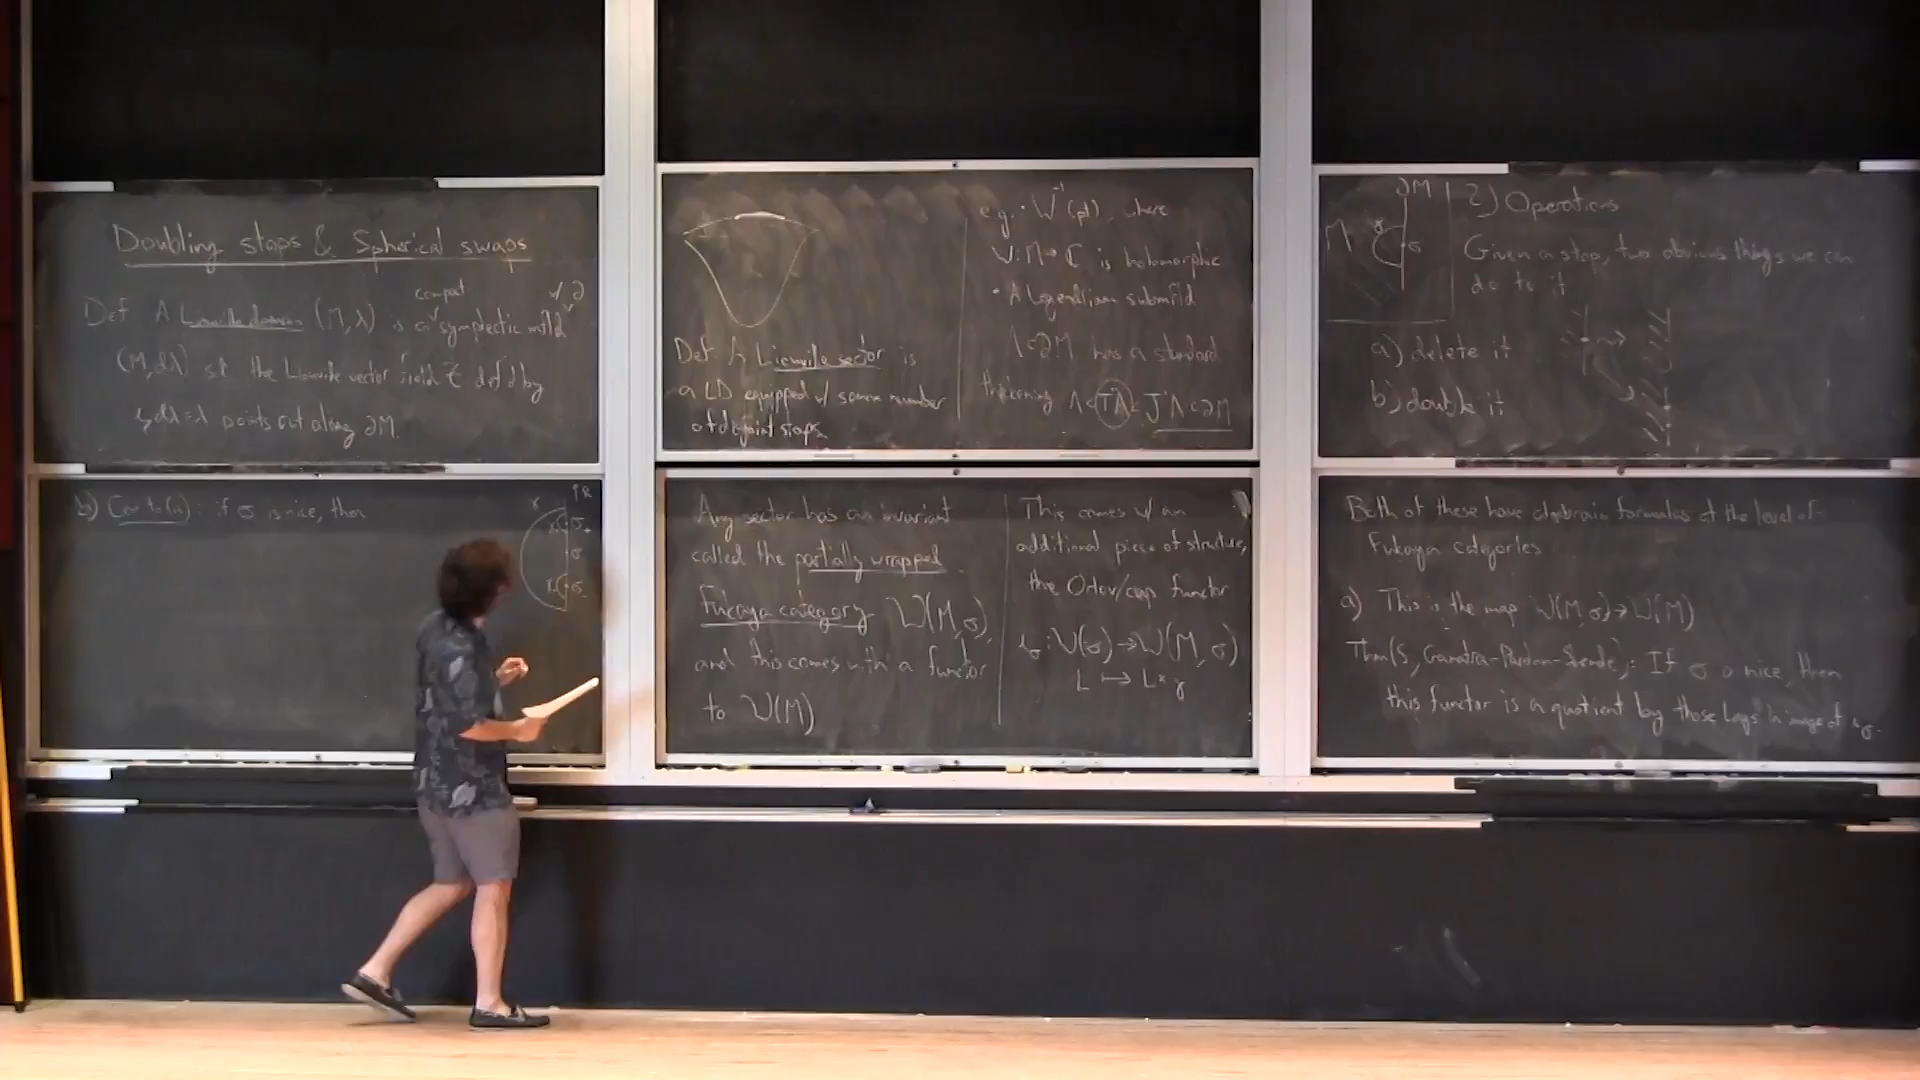 Doubling stops & Spherical swaps
compact
w/ ∂
Def A Liouville domain (M, λ) is a symplectic mfld
(M, dλ) st the Liouville vector field Z def'd by
ι_Z dλ = λ points out along ∂M.
Def A Liouville sector is
a LD equipped w/ some number
of disjoint stops
e.g. • W⁻¹(pt), where
W: M → ℂ is holomorphic
• A Legendrian submfld
Λ ⊂ ∂M has a standard
thickening Λ ⊂ T*Λ ⊂ J¹Λ ⊂ ∂M
∂M
M γ σ
2) Operations
Given a stop, two obvious things we can
do to it
a) delete it
b) double it
b) Cor to (a): if σ is nice, then
γ ↑R
γ₊ σ₊
σ
γ₋ σ₋
Any sector has an invariant
called the partially wrapped
Fukaya category W(M, σ),
and this comes with a functor
to W(M)
This comes w/ an
additional piece of structure,
the Orlov/cup functor
ι_σ: W(σ) → W(M, σ)
L ↦ L × γ
Both of these have algebraic formulas at the level of
Fukaya categories
a) This is the map W(M, σ) → W(M)
Thm (S, Ganatra-Pardon-Shende): If σ is nice, then
this functor is a quotient by those Lags in image of ι_σ.